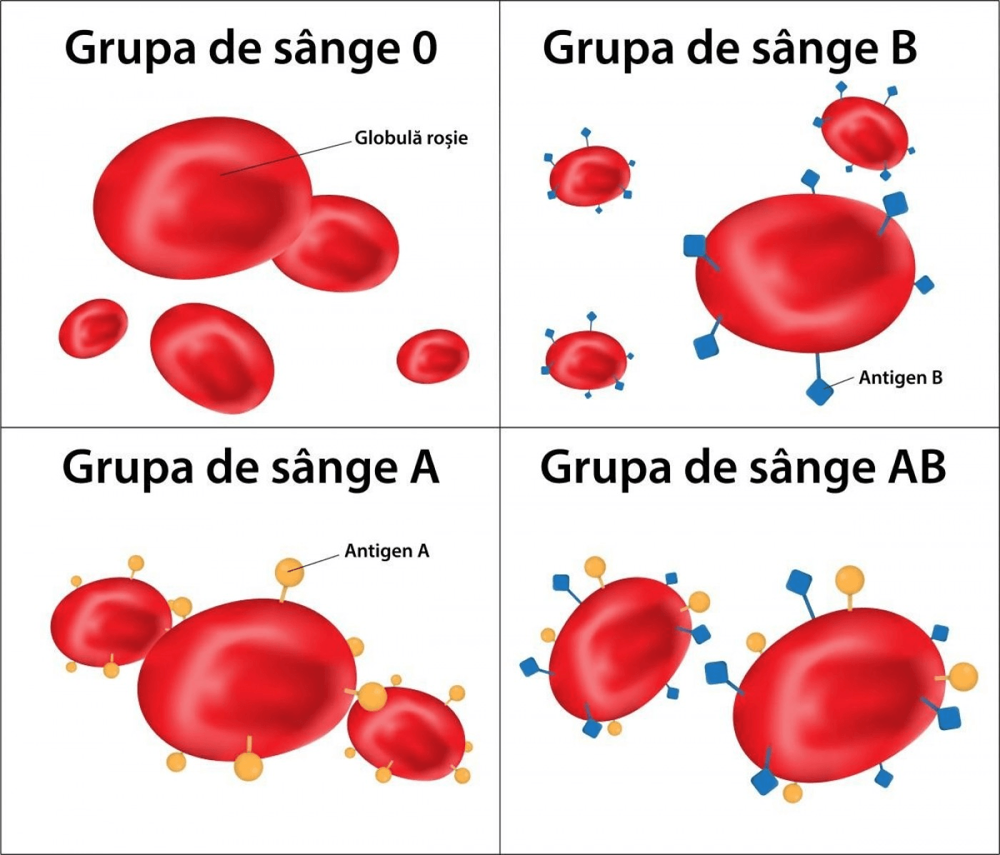 Grupa de sânge 0
Globulă roșie
Grupa de sânge B
Antigen B
Grupa de sânge A
Antigen A
Grupa de sânge AB